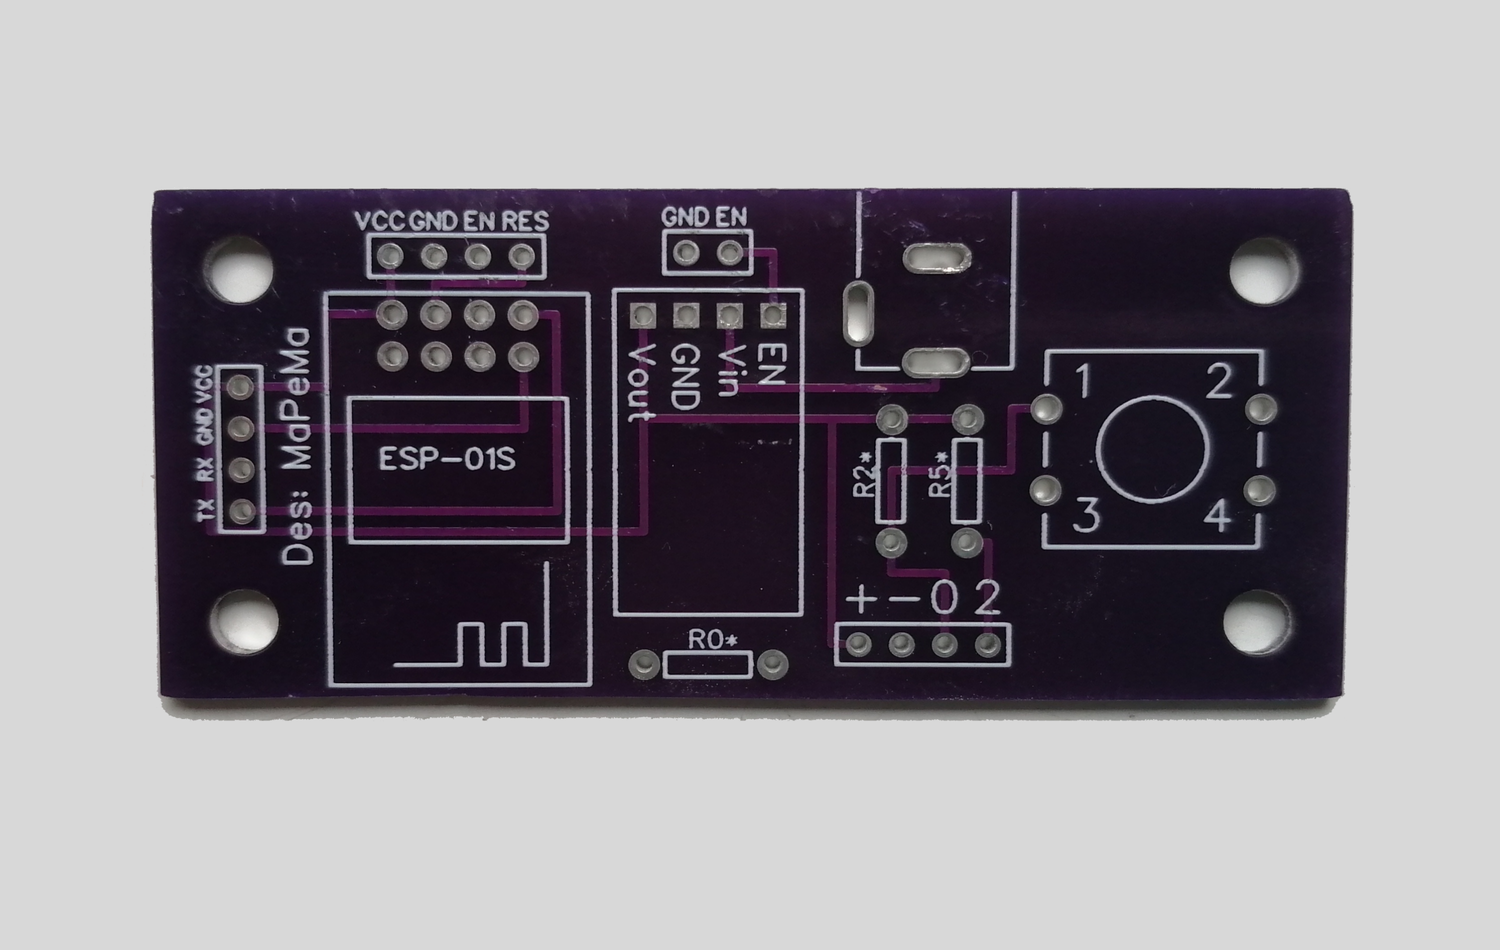 VCC GND EN RES
GND EN
Vout
GND
Vin
EN
1 2
3 4
TX RX GND VCC
Des: MaPeMa
ESP-01S
R2*
R5*
+ - 0 2
R0*